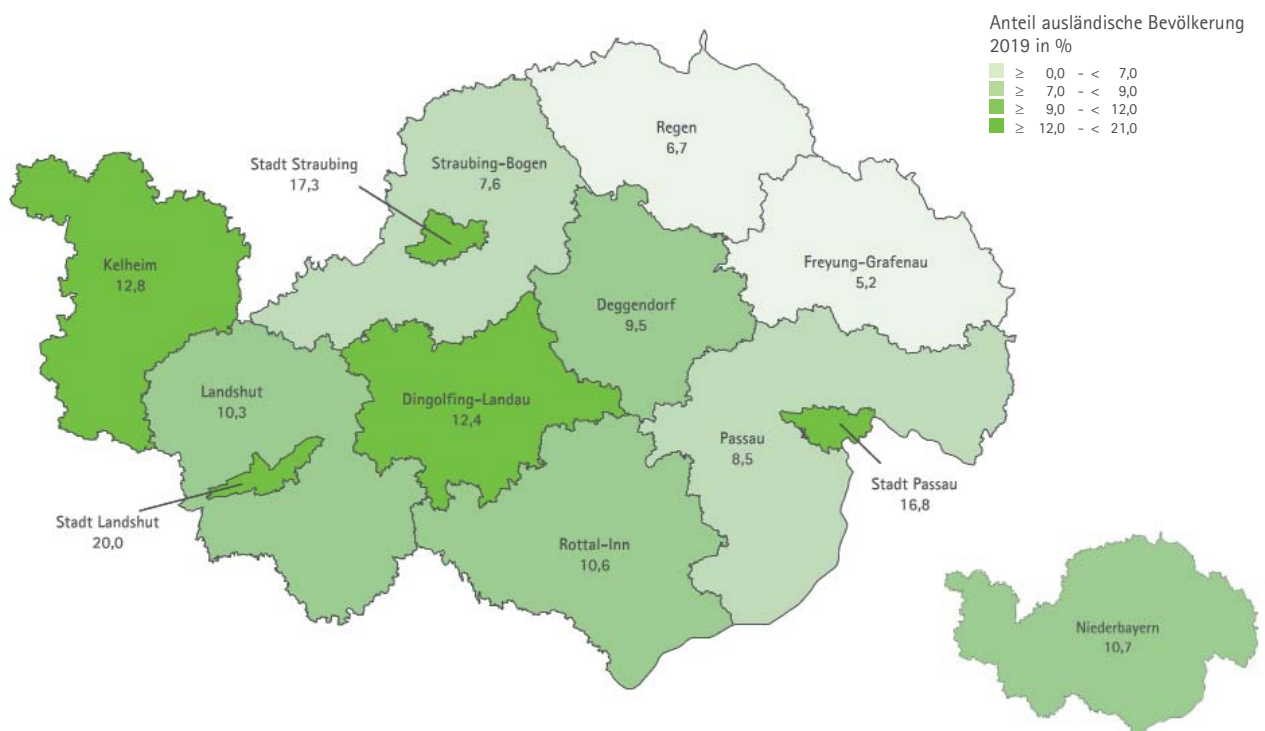 Anteil ausländische Bevölkerung
2019 in %
≥ 0,0 - < 7,0
≥ 7,0 - < 9,0
≥ 9,0 - < 12,0
≥ 12,0 - < 21,0
Regen
6,7
Stadt Straubing
17,3
Straubing-Bogen
7,6
Kelheim
12,8
Freyung-Grafenau
5,2
Deggendorf
9,5
Landshut
10,3
Dingolfing-Landau
12,4
Passau
8,5
Stadt Passau
16,8
Stadt Landshut
20,0
Rottal-Inn
10,6
Niederbayern
10,7